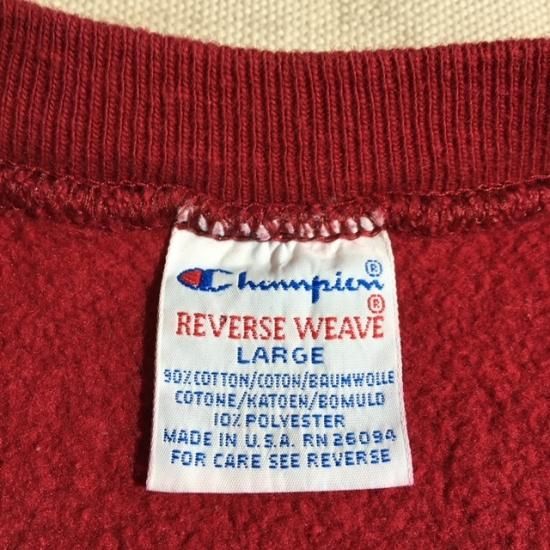 Champion®
REVERSE WEAVE®
LARGE
90% COTTON/COTON/BAUMWOLLE
COTONE/KATOEN/BOMULD
10% POLYESTER
MADE IN U.S.A. RN 26094
FOR CARE SEE REVERSE